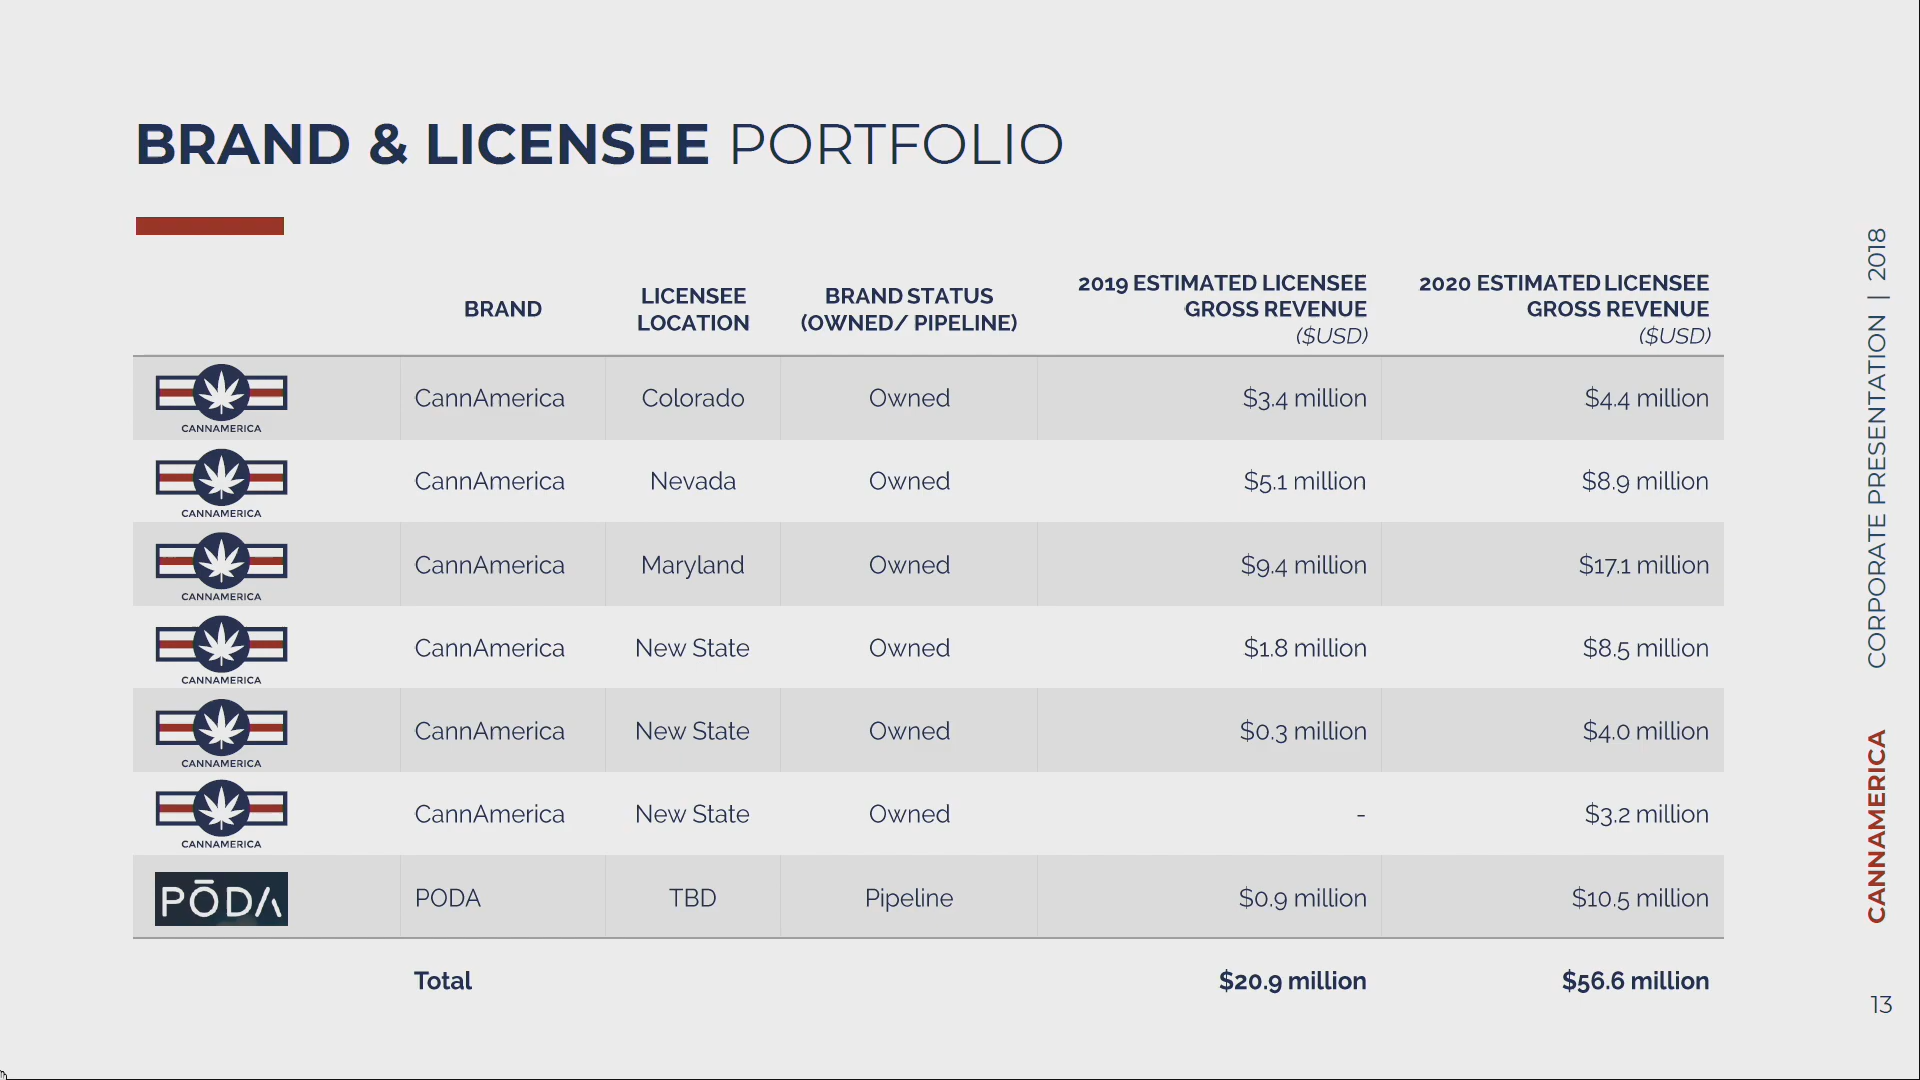 BRAND & LICENSEE PORTFOLIO
BRAND
LICENSEE
LOCATION
BRAND STATUS
(OWNED/ PIPELINE)
2019 ESTIMATED LICENSEE
GROSS REVENUE
($USD)
2020 ESTIMATED LICENSEE
GROSS REVENUE
($USD)
CANNAMERICA
CannAmerica Colorado Owned $3.4 million $4.4 million
CANNAMERICA
CannAmerica Nevada Owned $5.1 million $8.9 million
CANNAMERICA
CannAmerica Maryland Owned $9.4 million $17.1 million
CANNAMERICA
CannAmerica New State Owned $1.8 million $8.5 million
CANNAMERICA
CannAmerica New State Owned $0.3 million $4.0 million
CANNAMERICA
CannAmerica New State Owned - $3.2 million
PŌDA
PODA TBD Pipeline $0.9 million $10.5 million
Total $20.9 million $56.6 million
CANNAMERICA CORPORATE PRESENTATION | 2018
13